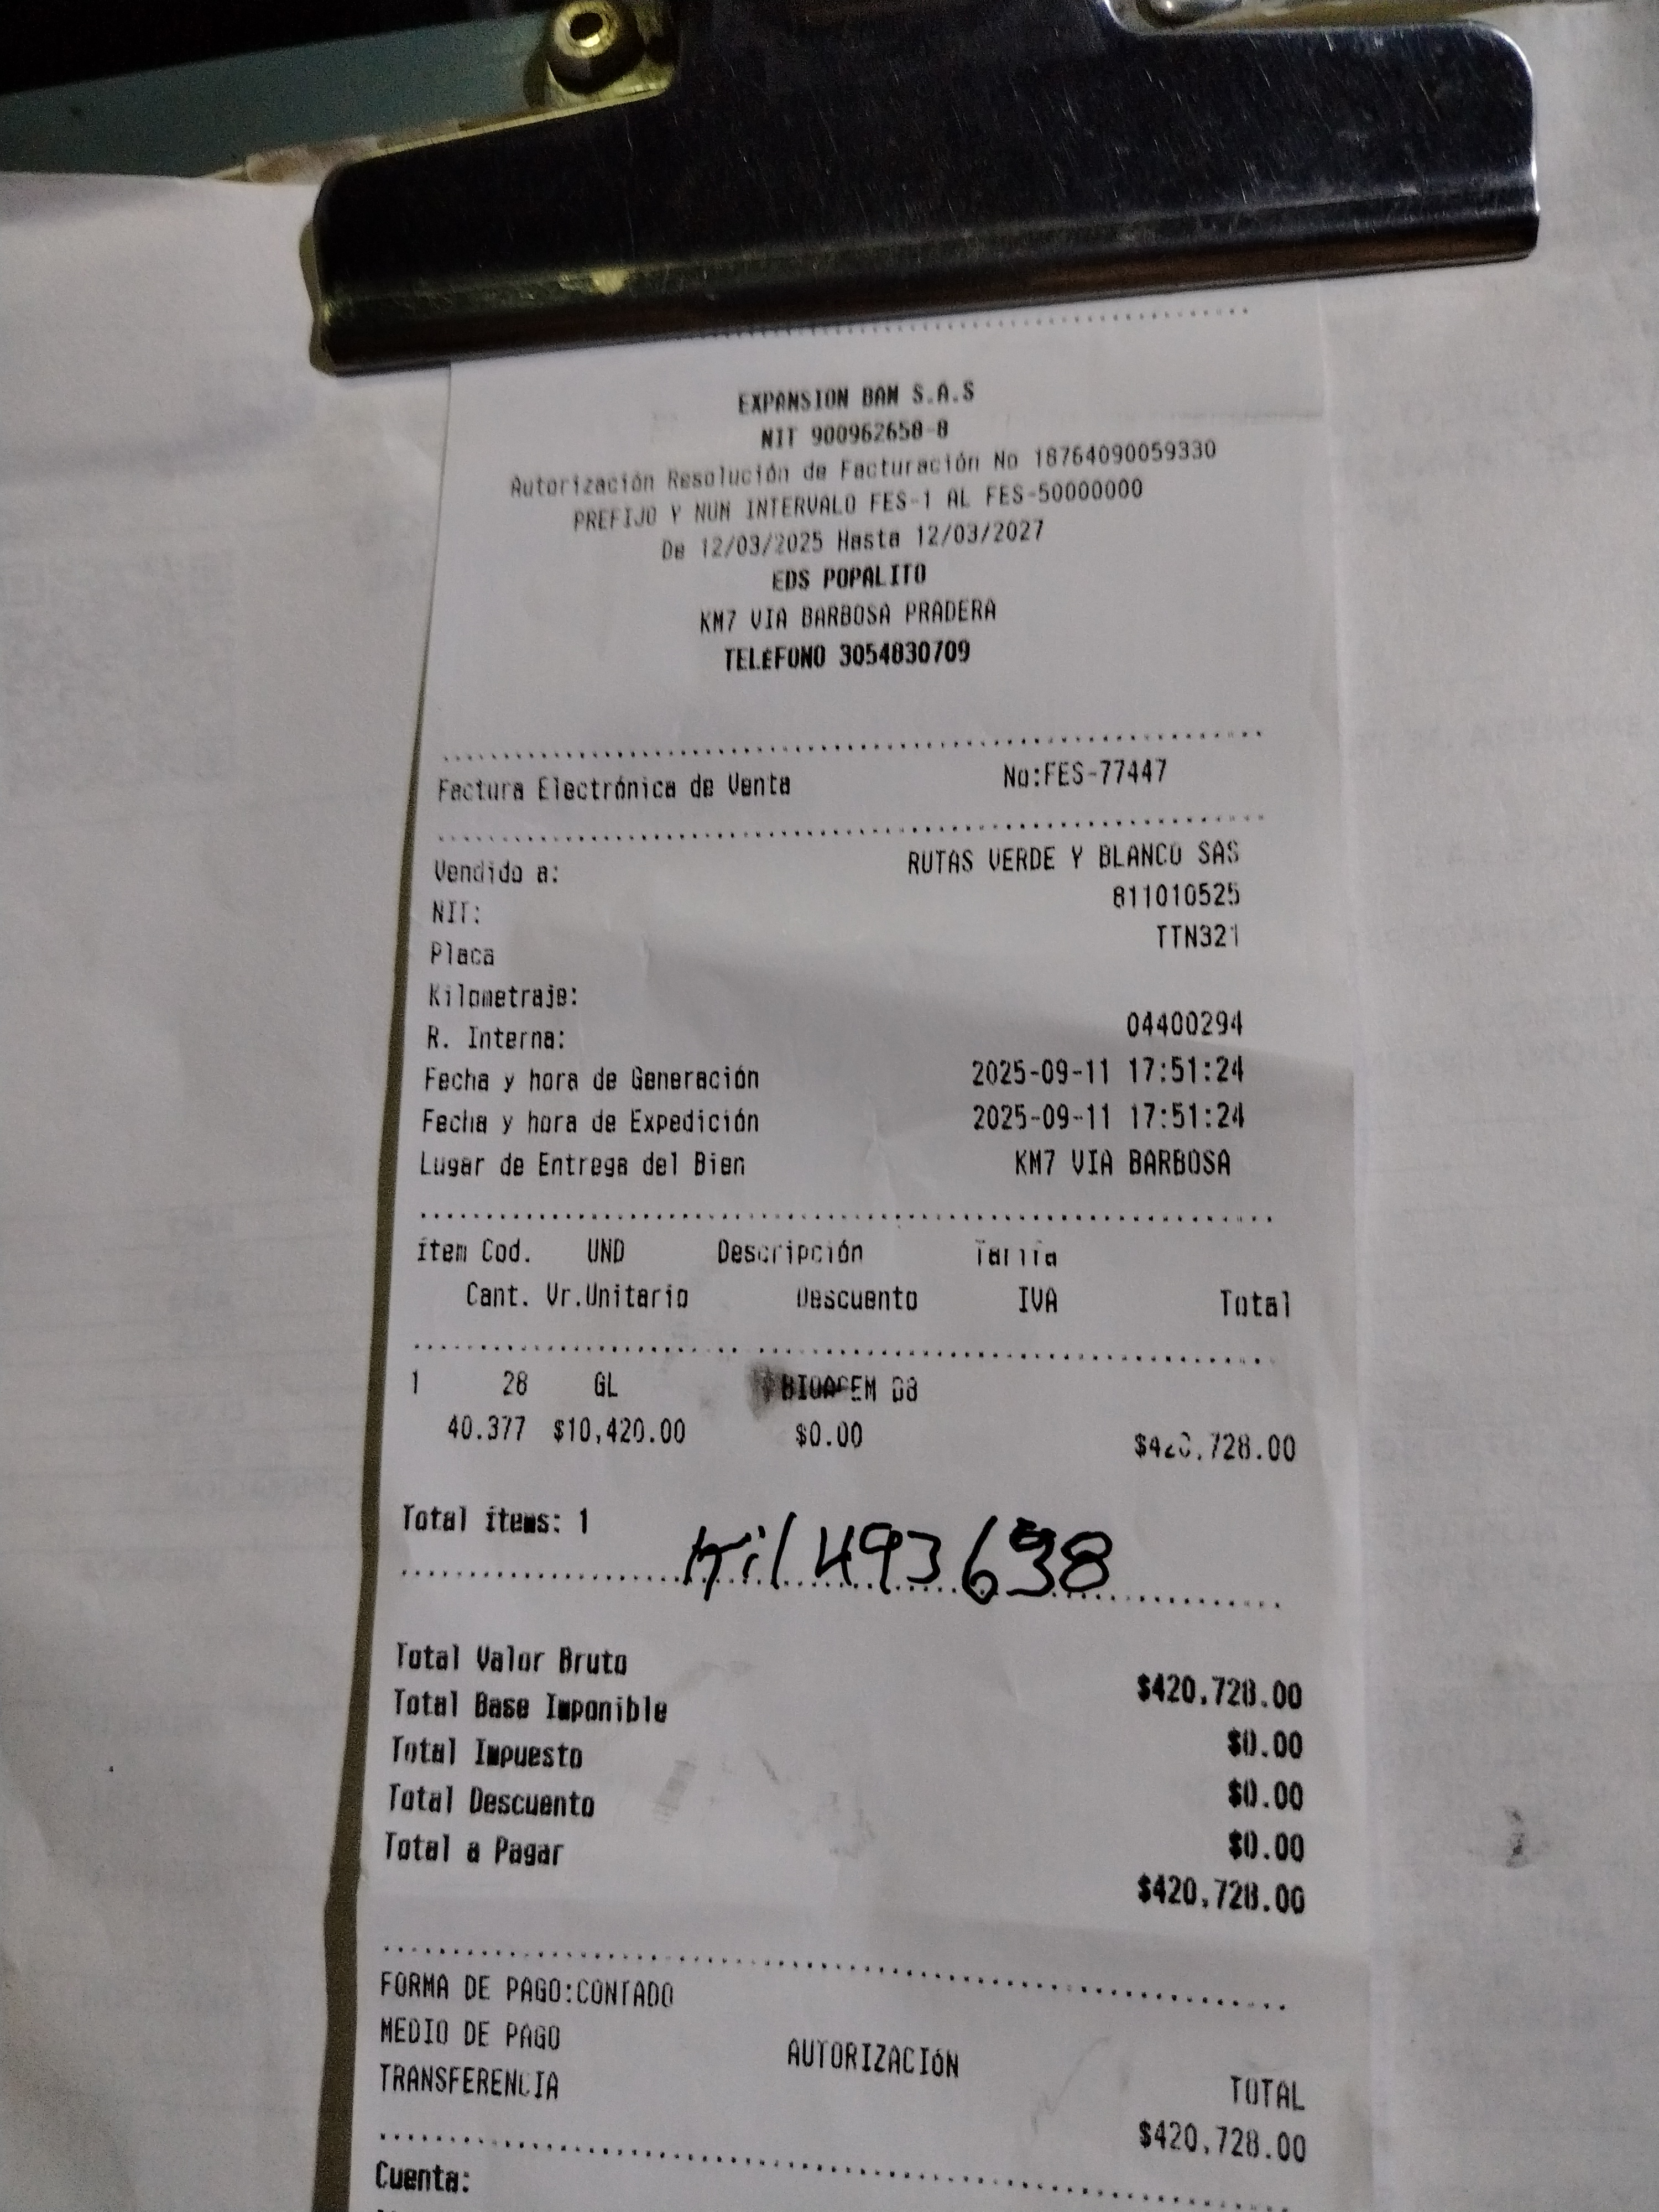 EXPANSION BAM S.A.S
NIT 900962650-8
Autorización Resolución de Facturación No 18764090059330
PREFIJO Y NUM INTERVALO FES-1 AL FES-50000000
De 12/03/2025 Hasta 12/03/2027
EDS POPALITO
KM7 VIA BARBOSA PRADERA
TELÉFONO 3054830709
Factura Electrónica de Venta No:FES-77447
Vendido a: RUTAS VERDE Y BLANCO SAS
NIT: 811010525
Placa TTN321
Kilometraje:
R. Interna: 04400294
Fecha y hora de Generación 2025-09-11 17:51:24
Fecha y hora de Expedición 2025-09-11 17:51:24
Lugar de Entrega del Bien KM7 VIA BARBOSA
Ítem Cod. UND Descripción Tarifa
Cant. Vr.Unitario Descuento IVA Total
1 28 GL
40.377 $10,420.00 $0.00 $420,728.00
Total ítems: 1
Kil 493698
Total Valor Bruto $420,728.00
Total Base Imponible $0.00
Total Impuesto $0.00
Total Descuento $0.00
Total a Pagar $420,728.00
FORMA DE PAGO:CONTADO
MEDIO DE PAGO AUTORIZACIÓN TOTAL
TRANSFERENCIA $420,728.00
Cuenta: